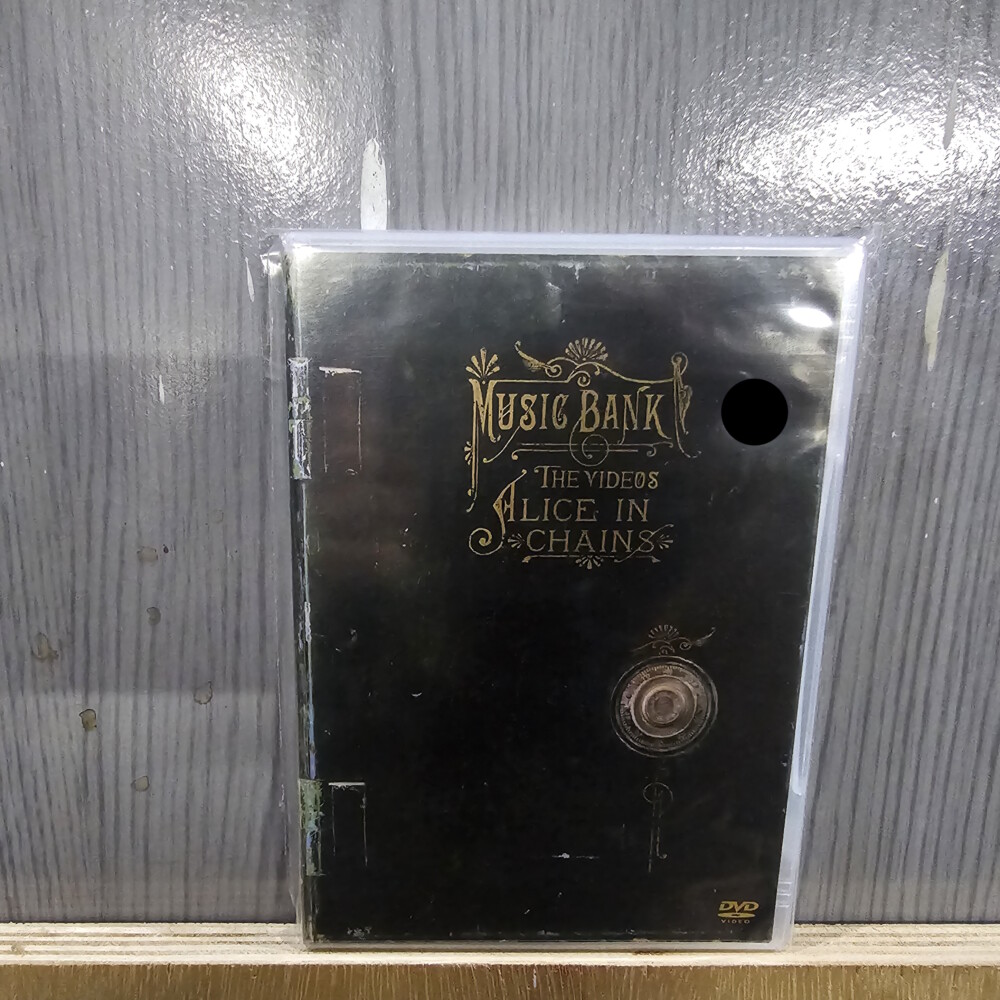 MUSIC BANK
THE VIDEOS
ALICE IN
CHAINS
DVD
VIDEO